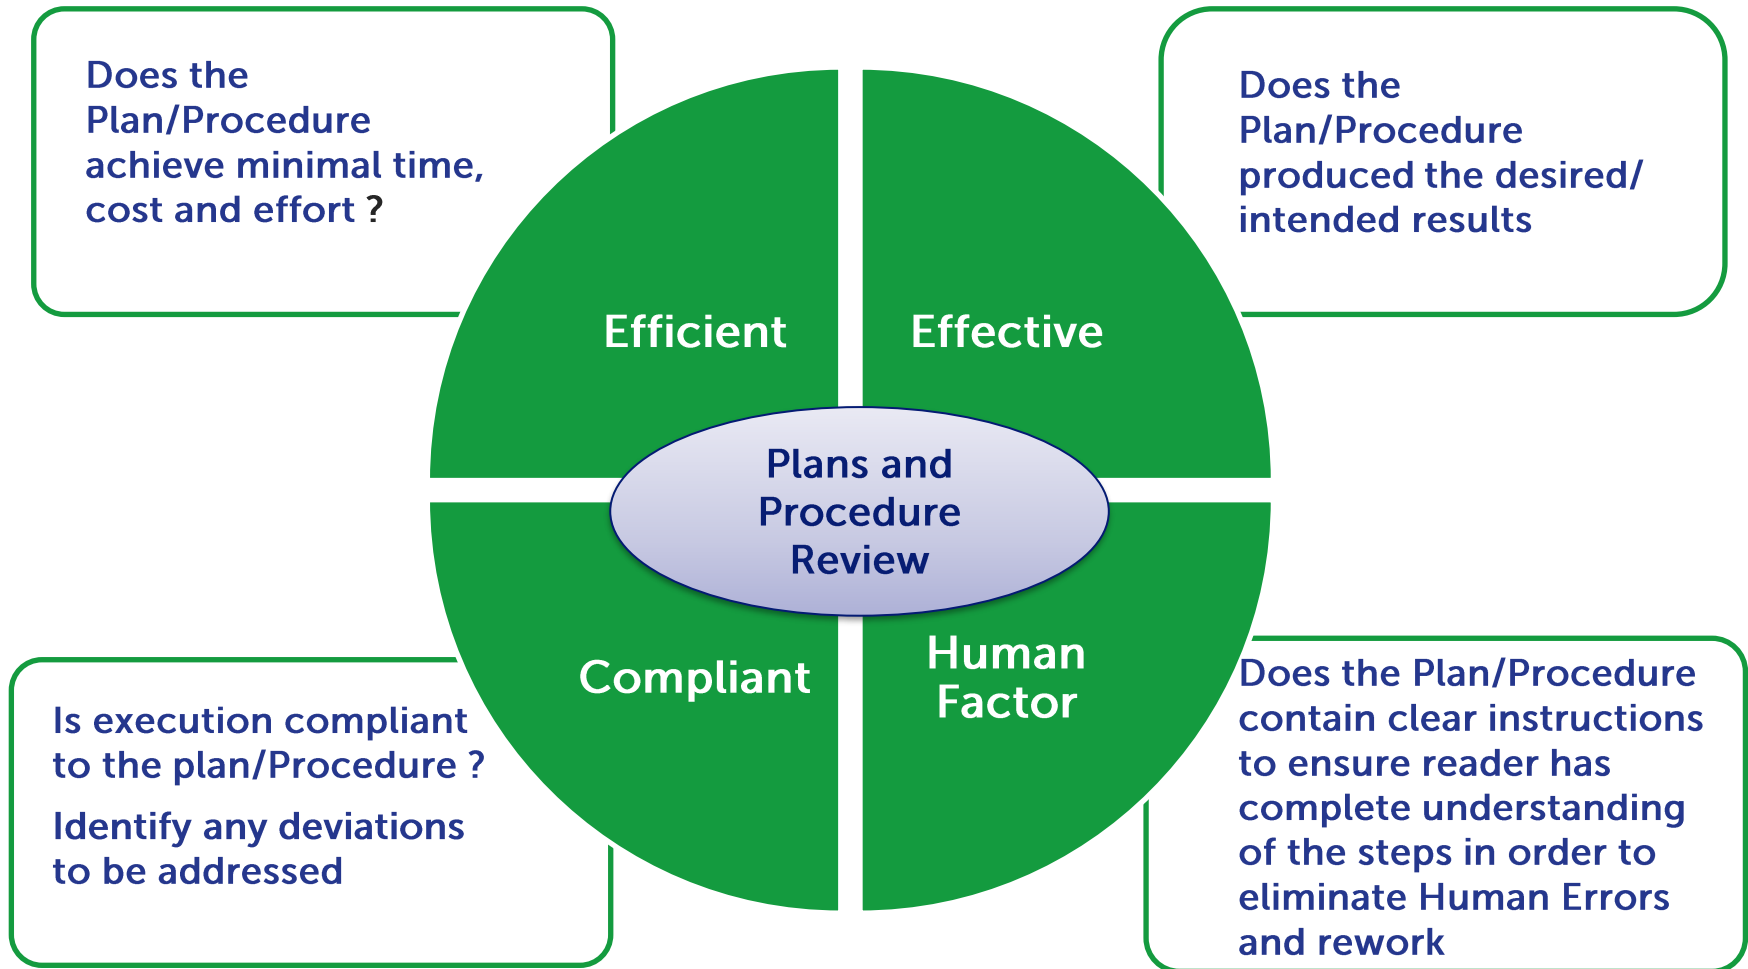 Does the
Plan/Procedure
achieve minimal time,
cost and effort ?
Does the
Plan/Procedure
produced the desired/
intended results
Efficient
Effective
Plans and
Procedure
Review
Compliant
Human
Factor
Is execution compliant
to the plan/Procedure ?
Identify any deviations
to be addressed
Does the Plan/Procedure
contain clear instructions
to ensure reader has
complete understanding
of the steps in order to
eliminate Human Errors
and rework